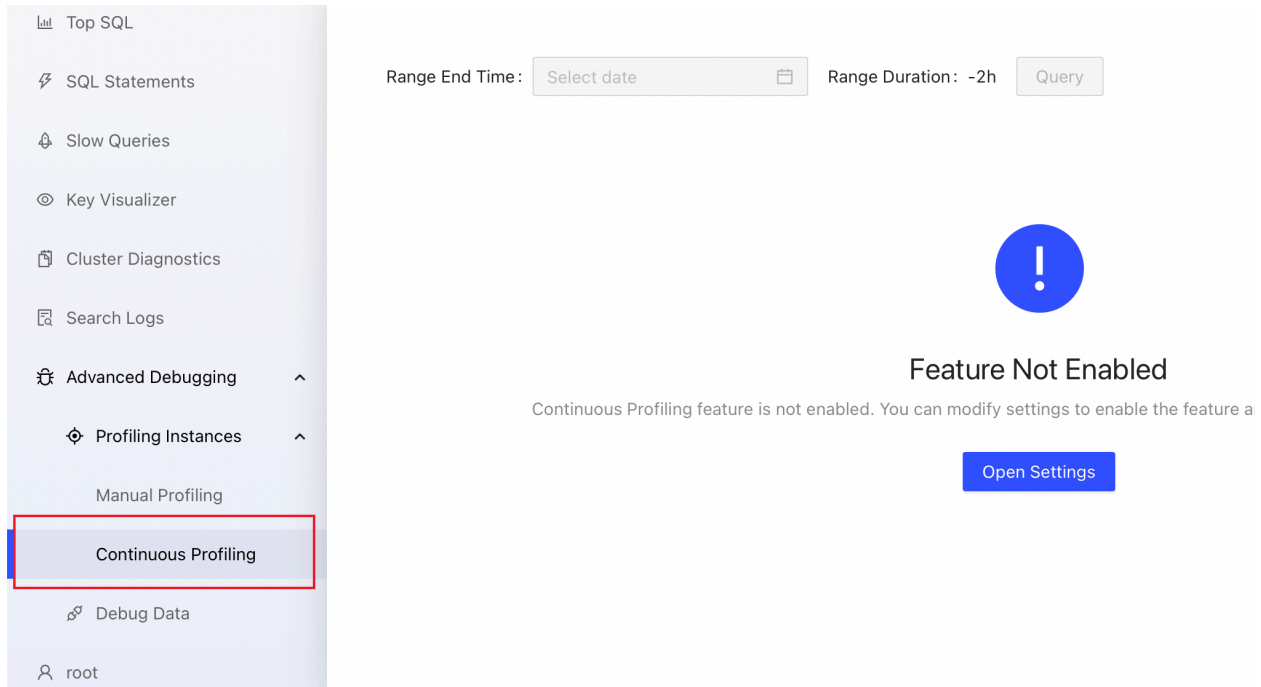 Top SQL
SQL Statements
Slow Queries
Key Visualizer
Cluster Diagnostics
Search Logs
Advanced Debugging
Profiling Instances
Manual Profiling
Continuous Profiling
Debug Data
root
Range End Time : Select date Range Duration : -2h Query
Feature Not Enabled
Continuous Profiling feature is not enabled. You can modify settings to enable the feature
Open Settings